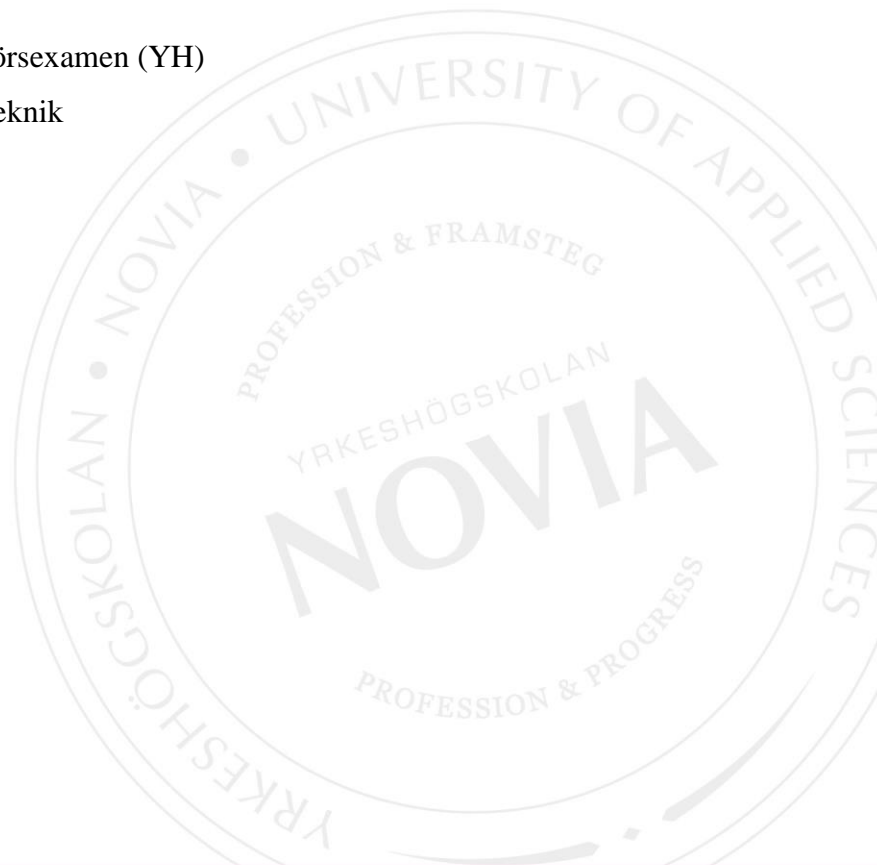 örsexamen (YH)
eknik
YRKESHÖGSKOLAN • NOVIA • UNIVERSITY OF APPLIED SCIENCES
PROFESSION & FRAMSTEG
YRKESHÖGSKOLAN
NOVIA
PROFESSION & PROGRESS